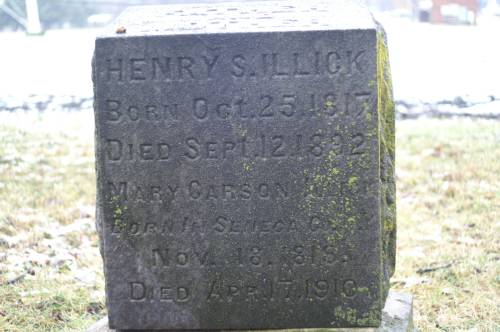 HENRY S. ILLICK
BORN OCT. 25, 1817
DIED SEPT. 12, 1892
MARY CARSON
BORN IN SENECA
NOV. 18,
DIED APR. 17, 1910